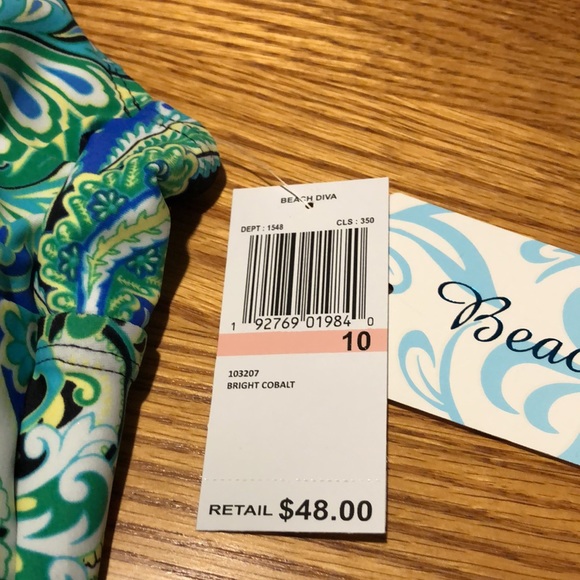 BEACH DIVA
DEPT : 1548 CLS : 350
1 92769 01984 0
10
103207
BRIGHT COBALT
RETAIL $48.00
Beac